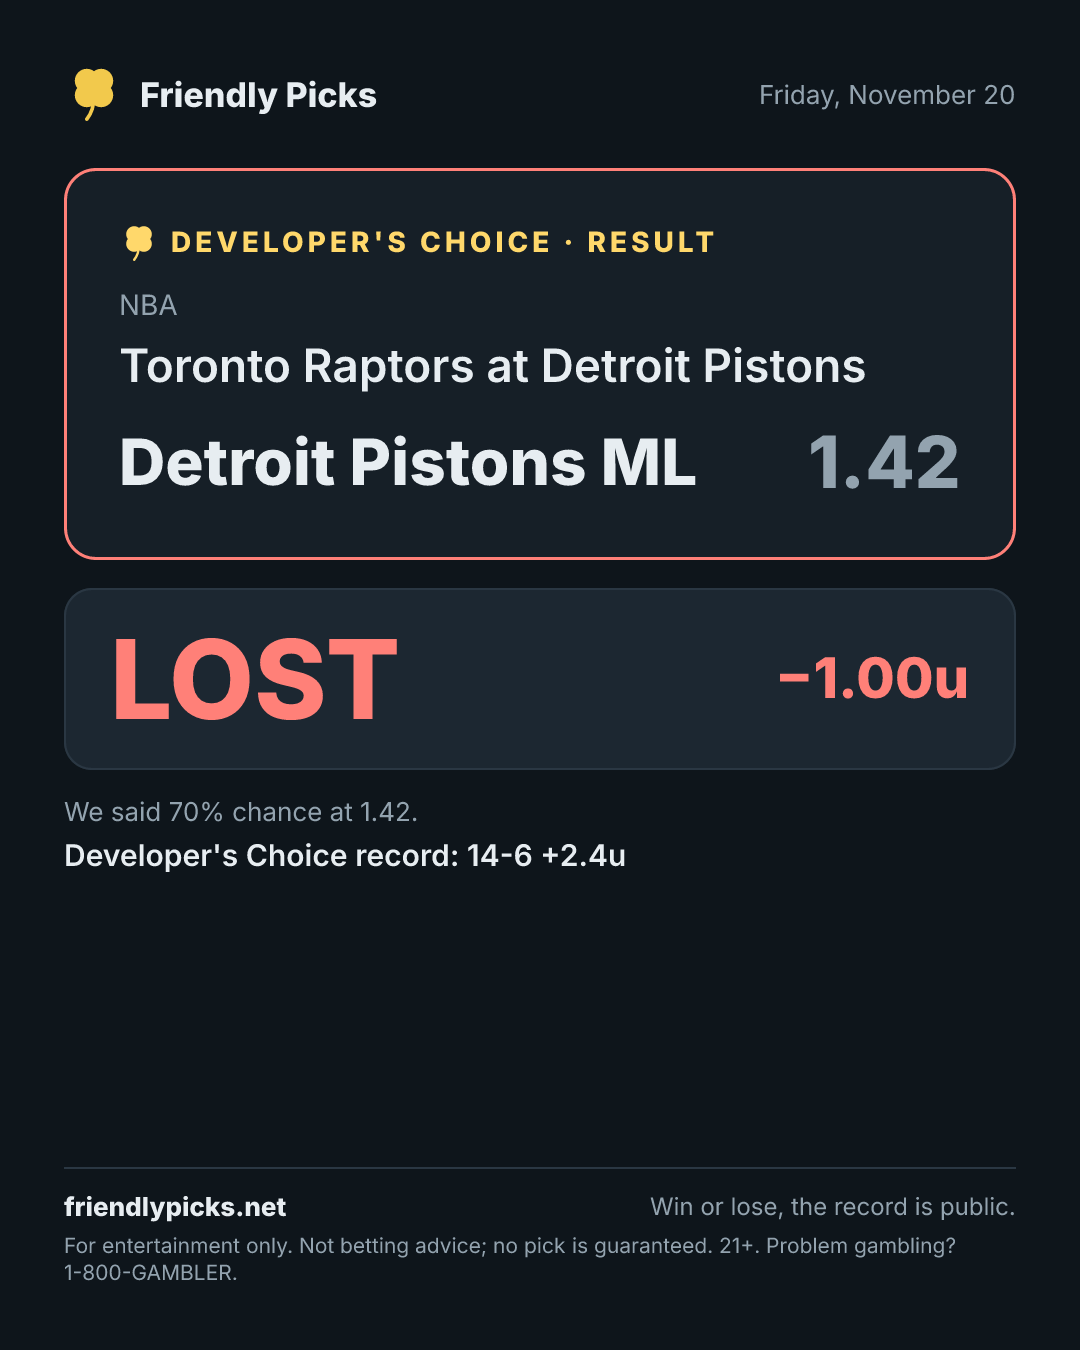 Friendly Picks
Friday, November 20
DEVELOPER'S CHOICE · RESULT
NBA
Toronto Raptors at Detroit Pistons
Detroit Pistons ML 1.42
LOST −1.00u
We said 70% chance at 1.42.
Developer's Choice record: 14-6 +2.4u
friendlypicks.net
Win or lose, the record is public.
For entertainment only. Not betting advice; no pick is guaranteed. 21+. Problem gambling?
1-800-GAMBLER.